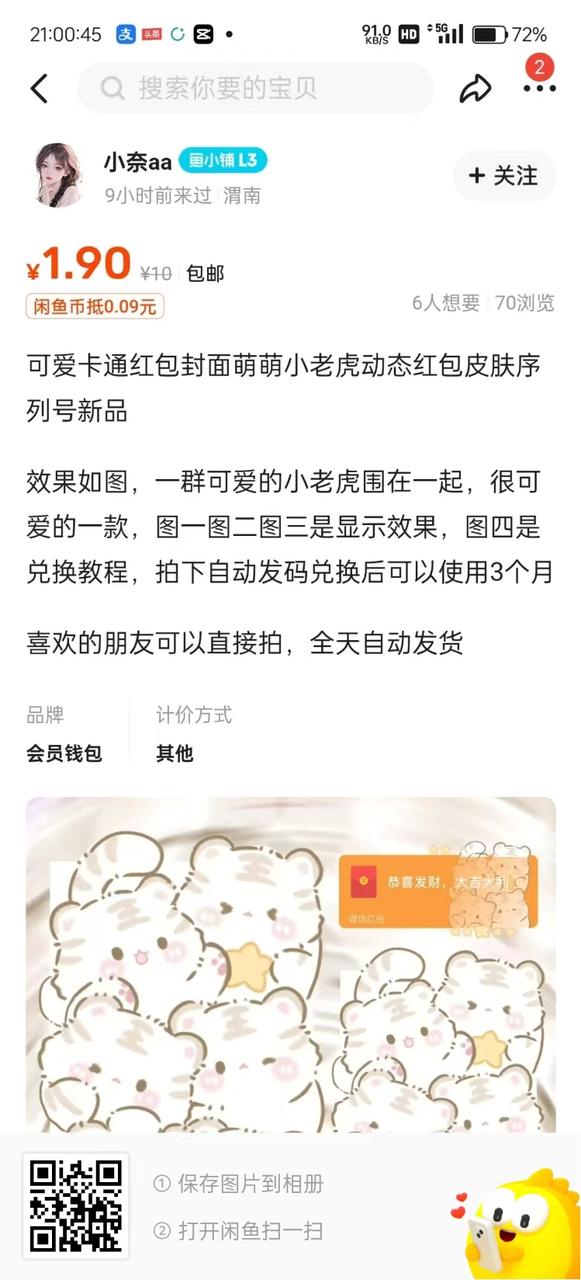 21:00:45 支 头条 91.0 KB/S HD 5G 72%
搜索你要的宝贝 2
小奈aa 鱼小铺 L3
+ 关注
9小时前来过 渭南
¥1.90 ¥10 包邮
闲鱼币抵0.09元 6人想要 70浏览
可爱卡通红包封面萌萌小老虎动态红包皮肤序
列号新品
效果如图，一群可爱的小老虎围在一起，很可
爱的一款，图一图二图三是显示效果，图四是
兑换教程，拍下自动发码兑换后可以使用3个月
喜欢的朋友可以直接拍，全天自动发货
品牌 计价方式
会员钱包 其他
恭喜发财，大吉大利
微信红包
① 保存图片到相册
② 打开闲鱼扫一扫